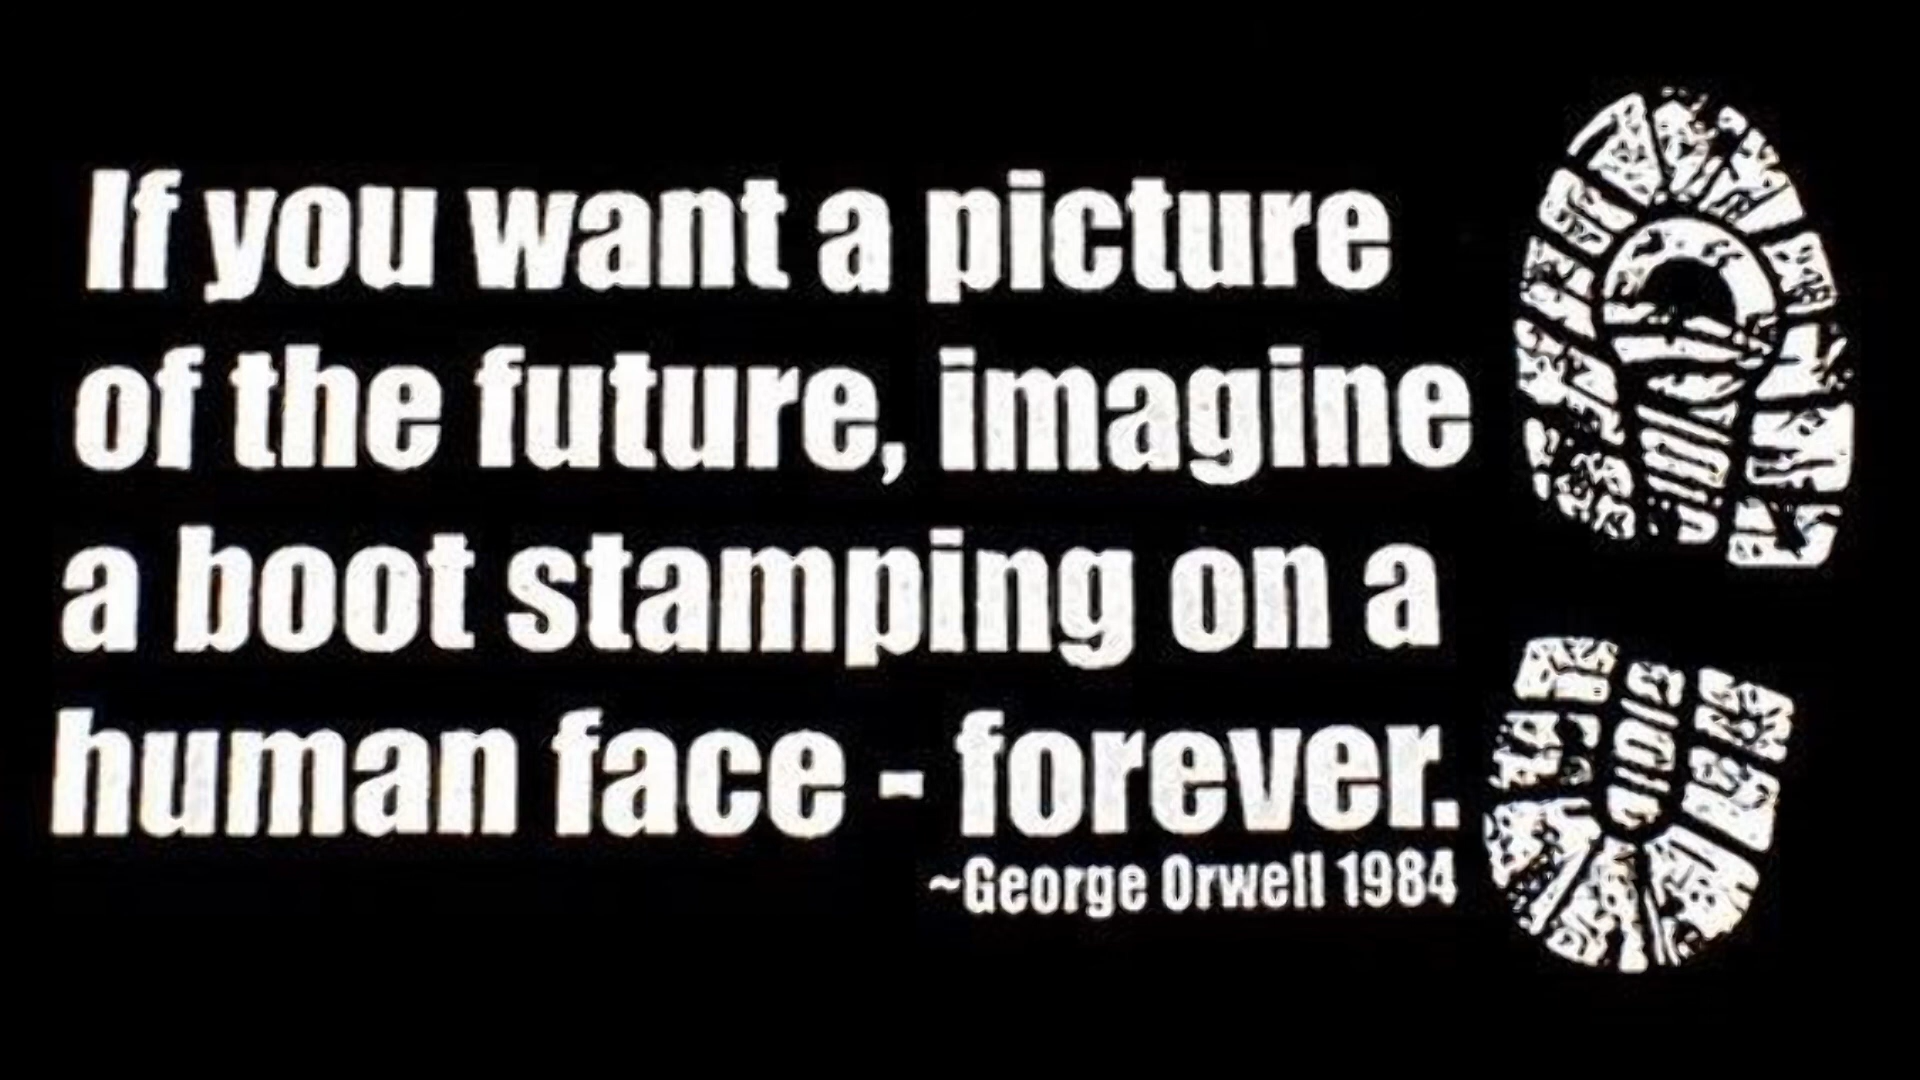 If you want a picture
of the future, imagine
a boot stamping on a
human face - forever.
~George Orwell 1984